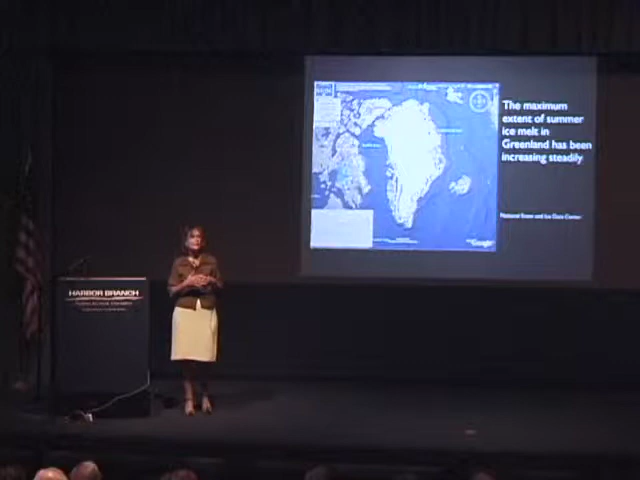 The maximum
extent of summer
ice melt in
Greenland has been
increasing steadily
National Snow and Ice Data Center
Google
HARBOR BRANCH